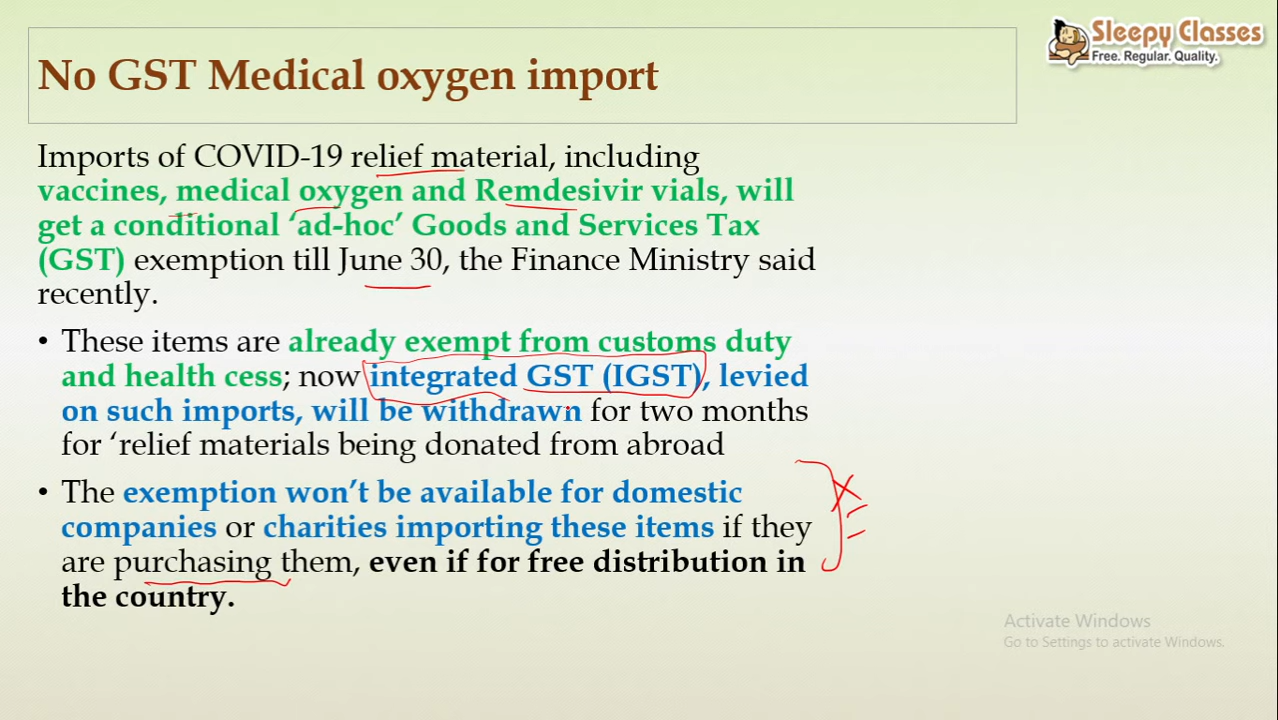 Sleepy Classes
Free. Regular. Quality.
No GST Medical oxygen import
Imports of COVID-19 relief material, including
vaccines, medical oxygen and Remdesivir vials, will
get a conditional ‘ad-hoc’ Goods and Services Tax
(GST) exemption till June 30, the Finance Ministry said
recently.
• These items are already exempt from customs duty
and health cess; now integrated GST (IGST), levied
on such imports, will be withdrawn for two months
for ‘relief materials being donated from abroad
• The exemption won’t be available for domestic
companies or charities importing these items if they
are purchasing them, even if for free distribution in
the country.
Activate Windows
Go to Settings to activate Windows.